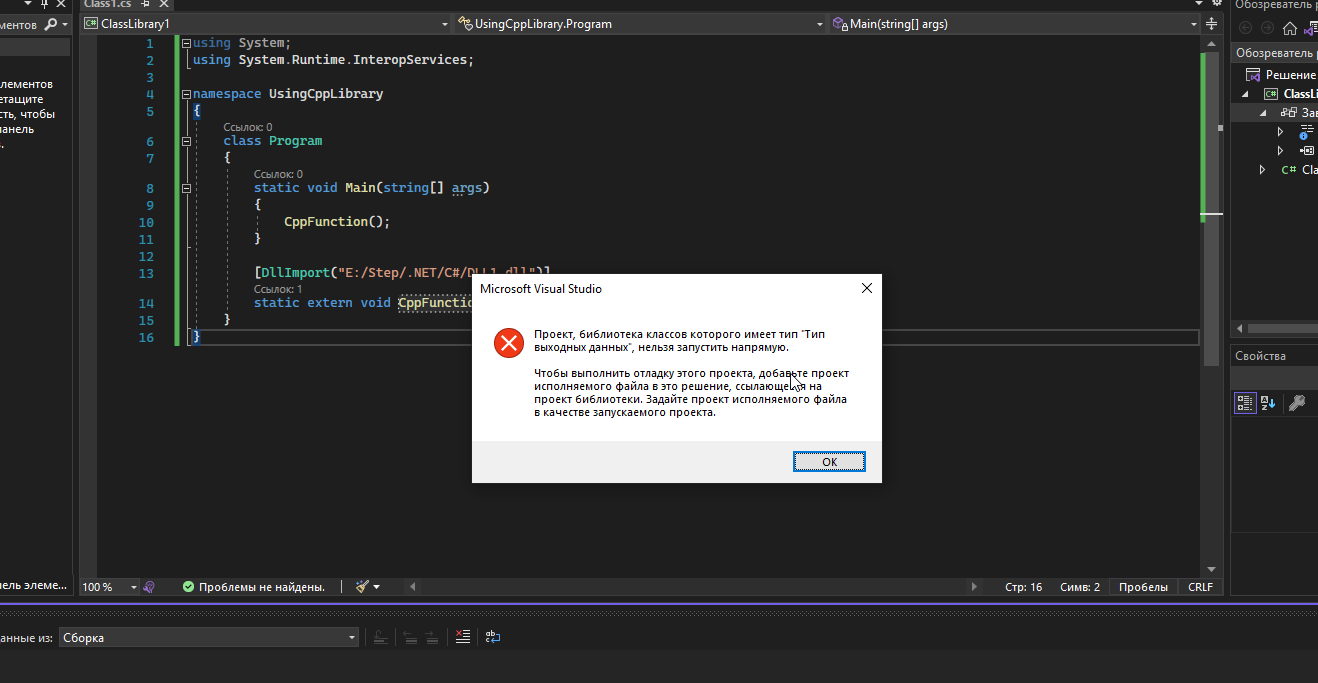 Class1.cs
ClassLibrary1
UsingCppLibrary.Program
Main(string[] args)
1 using System;
2 using System.Runtime.InteropServices;
3
4 namespace UsingCppLibrary
5 {
Ссылок: 0
6 class Program
7 {
Ссылок: 0
8 static void Main(string[] args)
9 {
10 CppFunction();
11 }
12
13 [DllImport("E:/Step/.NET/C#/DLL1.dll")]
Ссылок: 1
14 static extern void CppFunctio
15 }
16 }
Microsoft Visual Studio
Проект, библиотека классов которого имеет тип "Тип
выходных данных", нельзя запустить напрямую.
Чтобы выполнить отладку этого проекта, добавьте проект
исполняемого файла в это решение, ссылающееся на
проект библиотеки. Задайте проект исполняемого файла
в качестве запускаемого проекта.
OK
ментов
лементов
етащите
сть, чтобы
панель
.
ель элеме...
100 %
Проблемы не найдены.
Стр: 16
Симв: 2
Пробелы
CRLF
анные из:
Сборка
Обозреватель
Обозреватель р
Решение
C# ClassLi
Зав
C# Cla
Свойства